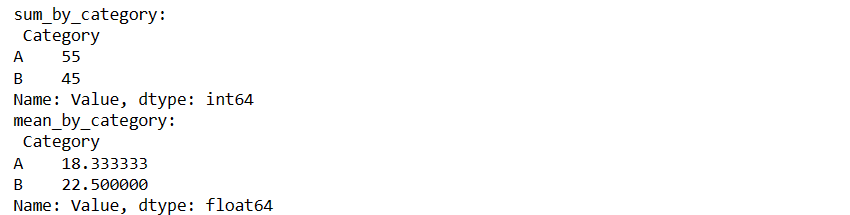 sum_by_category:
 Category
A    55
B    45
Name: Value, dtype: int64
mean_by_category:
 Category
A    18.333333
B    22.500000
Name: Value, dtype: float64